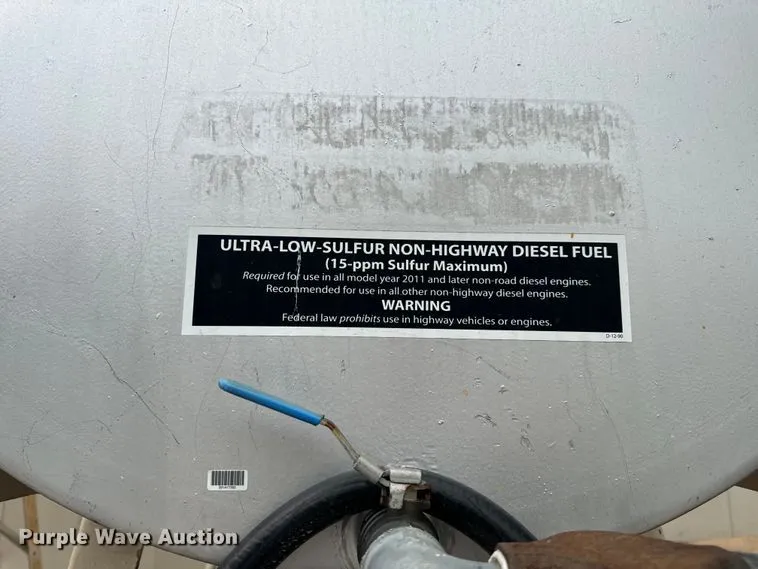 ULTRA-LOW-SULFUR NON-HIGHWAY DIESEL FUEL
(15-ppm Sulfur Maximum)
Required for use in all model year 2011 and later non-road diesel engines.
Recommended for use in all other non-highway diesel engines.
WARNING
Federal law prohibits use in highway vehicles or engines.
D-12-90
Purple Wave Auction